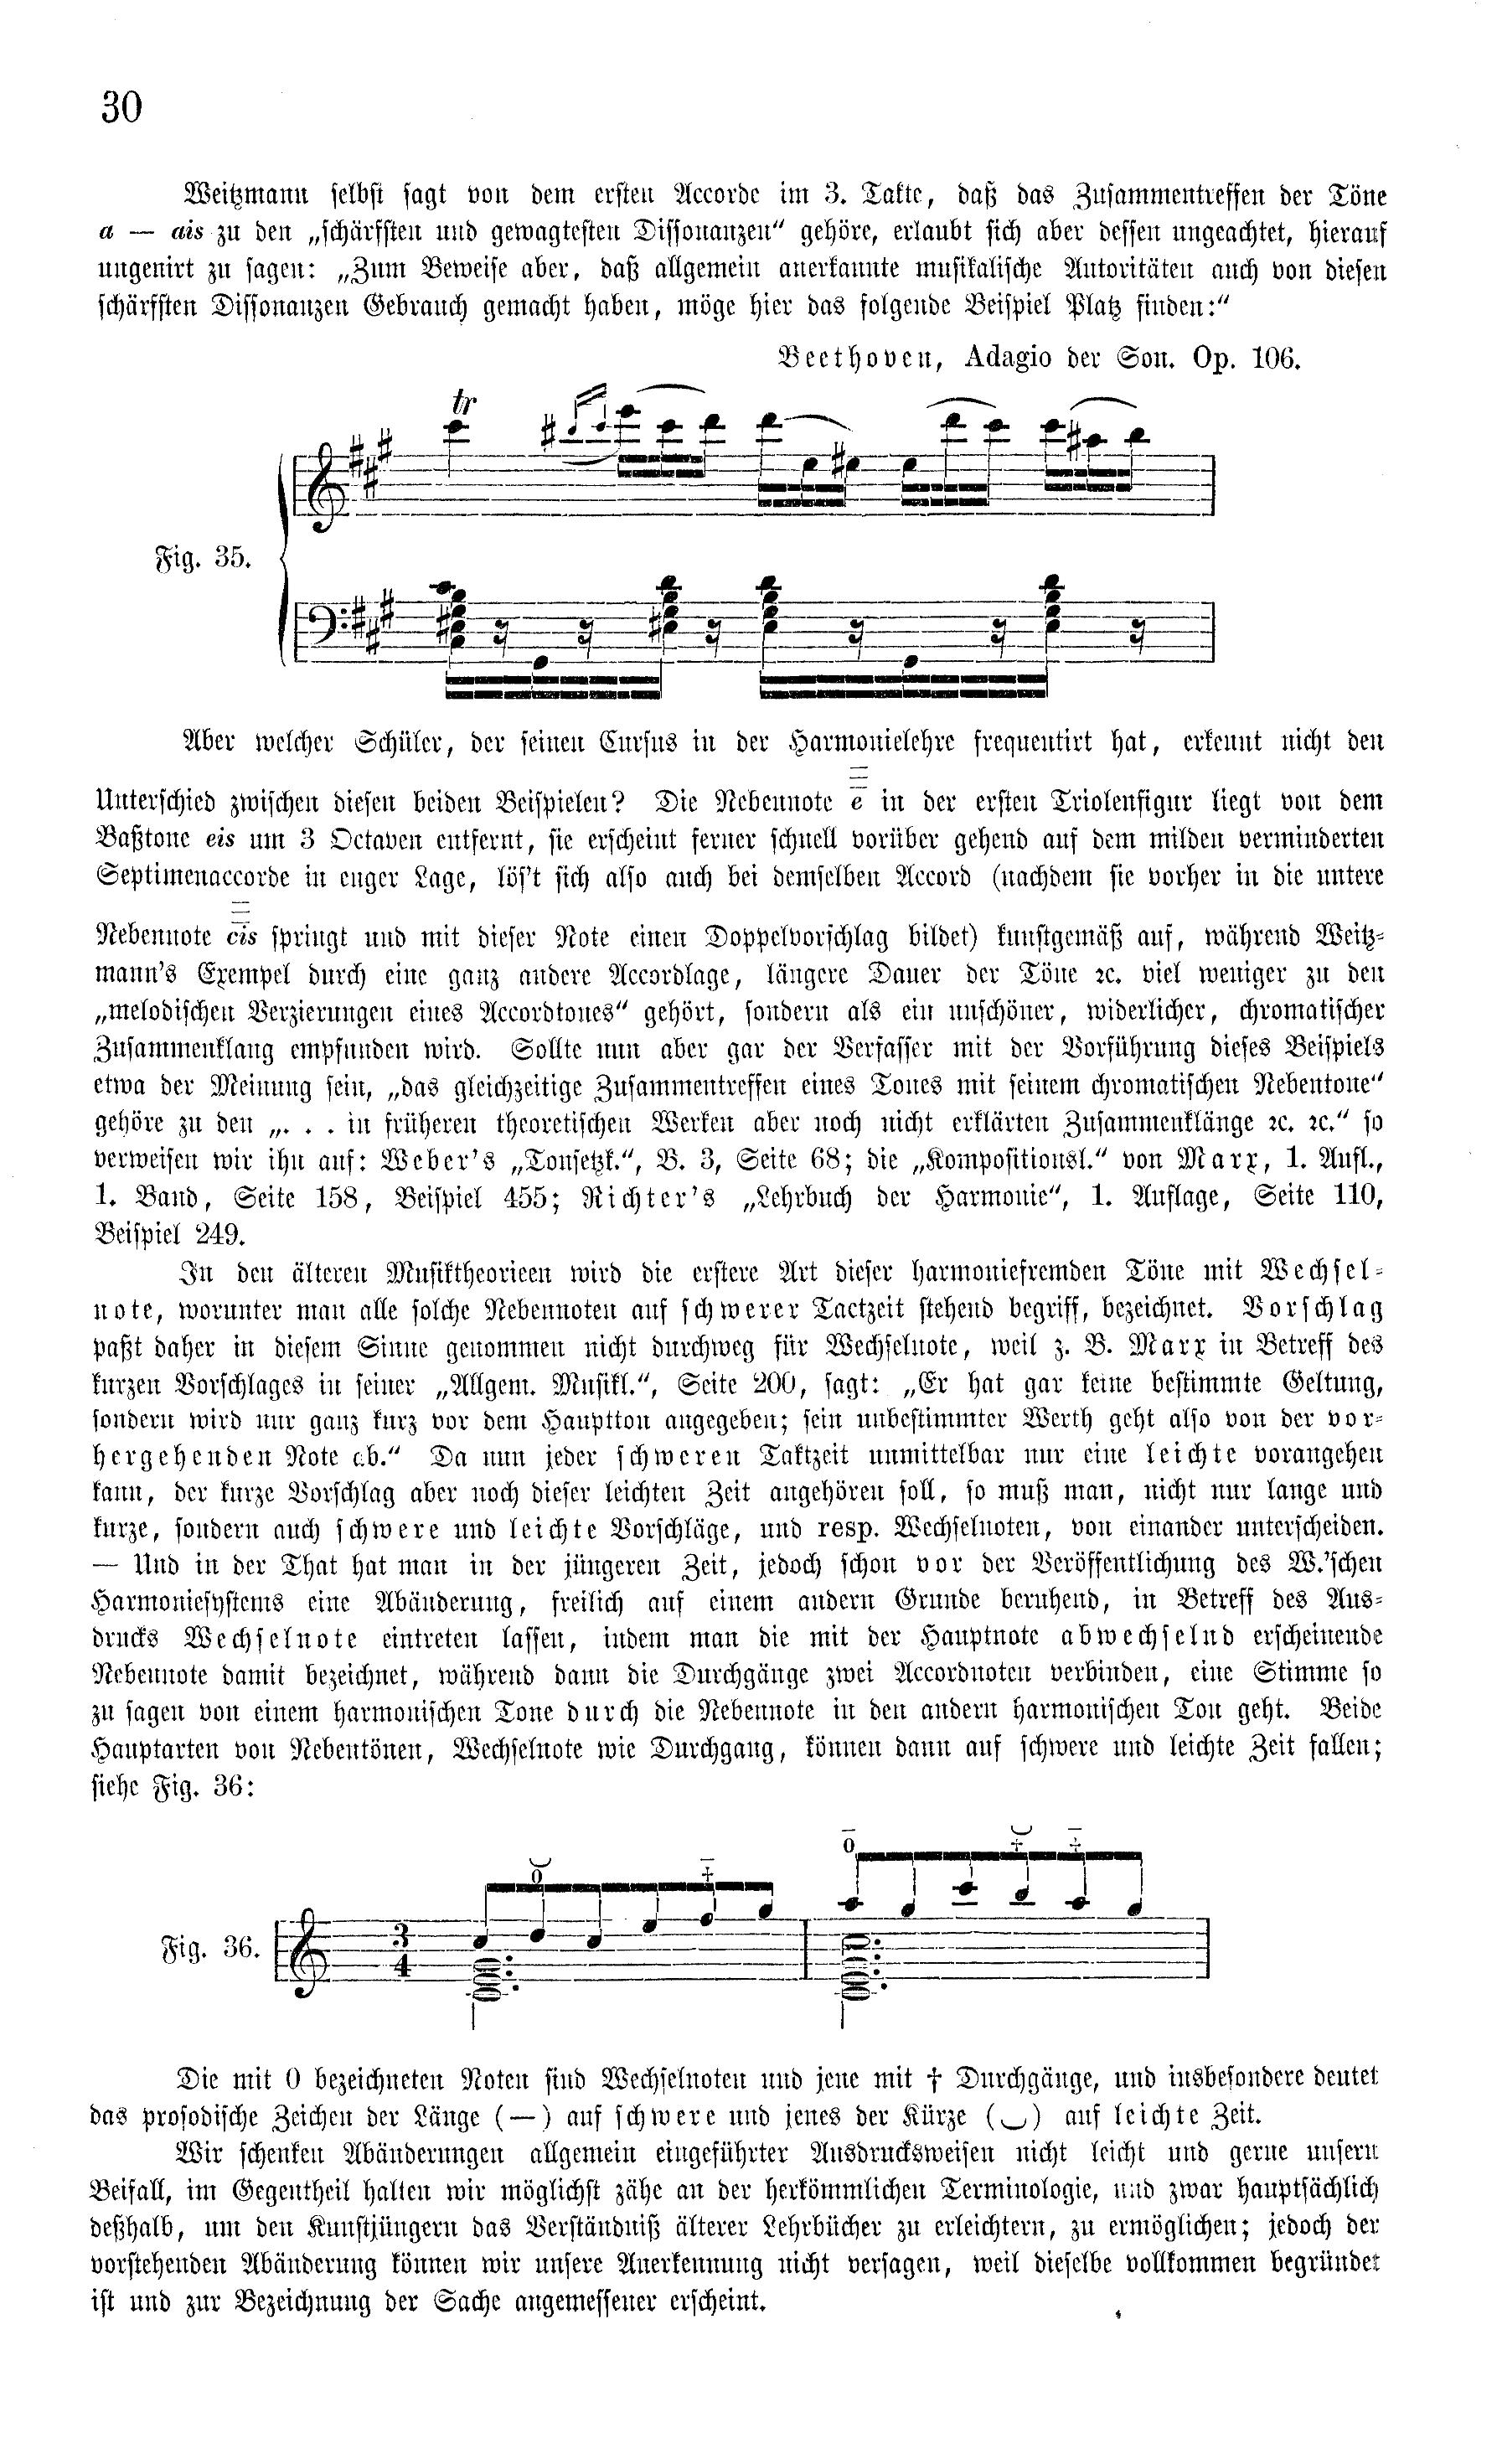 30
Weitzmann selbst sagt von dem ersten Accorde im 3. Takte, daß das Zusammentreffen der Töne
a — ais zu den „schärfsten und gewagtesten Dissonanzen“ gehöre, erlaubt sich aber dessen ungeachtet, hierauf
ungenirt zu sagen: „Zum Beweise aber, daß allgemein anerkannte musikalische Autoritäten auch von diesen
schärfsten Dissonanzen Gebrauch gemacht haben, möge hier das folgende Beispiel Platz finden:“
Beethoven, Adagio der Son. Op. 106.
tr
Fig. 35.
Aber welcher Schüler, der seinen Cursus in der Harmonielehre frequentirt hat, erkennt nicht den
Unterschied zwischen diesen beiden Beispielen? Die Nebennote e in der ersten Triolenfigur liegt von dem
Baßtone eis um 3 Octaven entfernt, sie erscheint ferner schnell vorüber gehend auf dem milden verminderten
Septimenaccorde in enger Lage, löst sich also auch bei demselben Accord (nachdem sie vorher in die untere
Nebennote cis springt und mit dieser Note einen Doppelvorschlag bildet) kunstgemäß auf, während Weitz-
mann's Exempel durch eine ganz andere Accordlage, längere Dauer der Töne ꝛc. viel weniger zu den
„melodischen Verzierungen eines Accordtones“ gehört, sondern als ein unschöner, widerlicher, chromatischer
Zusammenklang empfunden wird. Sollte nun aber gar der Verfasser mit der Vorführung dieses Beispiels
etwa der Meinung sein, „das gleichzeitige Zusammentreffen eines Tones mit seinem chromatischen Nebentone“
gehöre zu den „. . . in früheren theoretischen Werken aber noch nicht erklärten Zusammenklänge ꝛc. ꝛc.“ so
verweisen wir ihn auf: Weber's „Tonsetzk.“, B. 3, Seite 68; die „Kompositionsl.“ von Marx, 1. Aufl.,
1. Band, Seite 158, Beispiel 455; Richter's „Lehrbuch der Harmonie“, 1. Auflage, Seite 110,
Beispiel 249.
In den älteren Musiktheorieen wird die erstere Art dieser harmoniefremden Töne mit Wechsel-
note, worunter man alle solche Nebennoten auf schwerer Tactzeit stehend begriff, bezeichnet. Vorschlag
paßt daher in diesem Sinne genommen nicht durchweg für Wechselnote, weil z. B. Marx in Betreff des
kurzen Vorschlages in seiner „Allgem. Musikl.“, Seite 200, sagt: „Er hat gar keine bestimmte Geltung,
sondern wird nur ganz kurz vor dem Hauptton angegeben; sein unbestimmter Werth geht also von der vor-
hergehenden Note ab.“ Da nun jeder schweren Taktzeit unmittelbar nur eine leichte vorangehen
kann, der kurze Vorschlag aber noch dieser leichten Zeit angehören soll, so muß man, nicht nur lange und
kurze, sondern auch schwere und leichte Vorschläge, und resp. Wechselnoten, von einander unterscheiden.
— Und in der That hat man in der jüngeren Zeit, jedoch schon vor der Veröffentlichung des W.'schen
Harmoniesystems eine Abänderung, freilich auf einem andern Grunde beruhend, in Betreff des Aus-
drucks Wechselnote eintreten lassen, indem man die mit der Hauptnote abwechselnd erscheinende
Nebennote damit bezeichnet, während dann die Durchgänge zwei Accordnoten verbinden, eine Stimme so
zu sagen von einem harmonischen Tone durch die Nebennote in den andern harmonischen Ton geht. Beide
Hauptarten von Nebentönen, Wechselnote wie Durchgang, können dann auf schwere und leichte Zeit fallen;
siehe Fig. 36:
Fig. 36.
3
4
Die mit 0 bezeichneten Noten sind Wechselnoten und jene mit † Durchgänge, und insbesondere deutet
das prosodische Zeichen der Länge (—) auf schwere und jenes der Kürze (⏑) auf leichte Zeit.
Wir schenken Abänderungen allgemein eingeführter Ausdrucksweisen nicht leicht und gerne unsern
Beifall, im Gegentheil halten wir möglichst zähe an der herkömmlichen Terminologie, und zwar hauptsächlich
deßhalb, um den Kunstjüngern das Verständniß älterer Lehrbücher zu erleichtern, zu ermöglichen; jedoch der
vorstehenden Abänderung können wir unsere Anerkennung nicht versagen, weil dieselbe vollkommen begründet
ist und zur Bezeichnung der Sache angemessener erscheint.